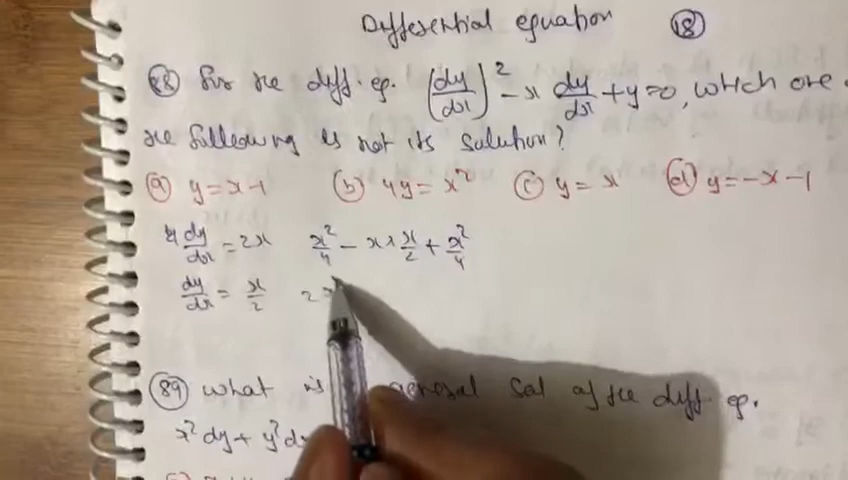 Differential equation (18)
(88) for the diff. eq. (dy/dx)² - x dy/dx + y = 0, which one
the following is not its solution?
(a) y = x - 1 (b) 4y = x² (c) y = x (d) y = -x - 1
4 dy/dx = 2x x²/4 - x × x/2 + x²/4
dy/dx = x/2 2
(89) what is general sol of the diff eq.
x² dy + y² d